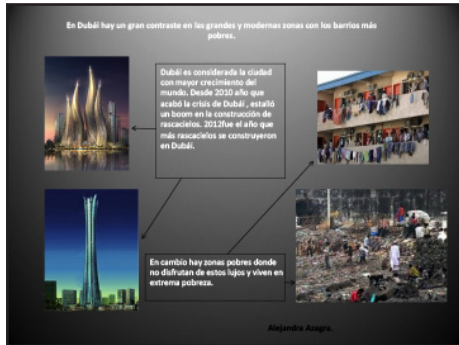 En Dubái hay un gran contraste en las grandes y modernas zonas con los barrios más
pobres.
Dubái es considerada la ciudad
con mayor crecimiento del
mundo. Desde 2010 año que
acabó la crisis de Dubái , estalló
un boom en la construcción de
rascacielos. 2012fue el año que
más rascacielos se construyeron
en Dubái.
En cambio hay zonas pobres donde
no disfrutan de estos lujos y viven en
extrema pobreza.
Alejandra Azagra.